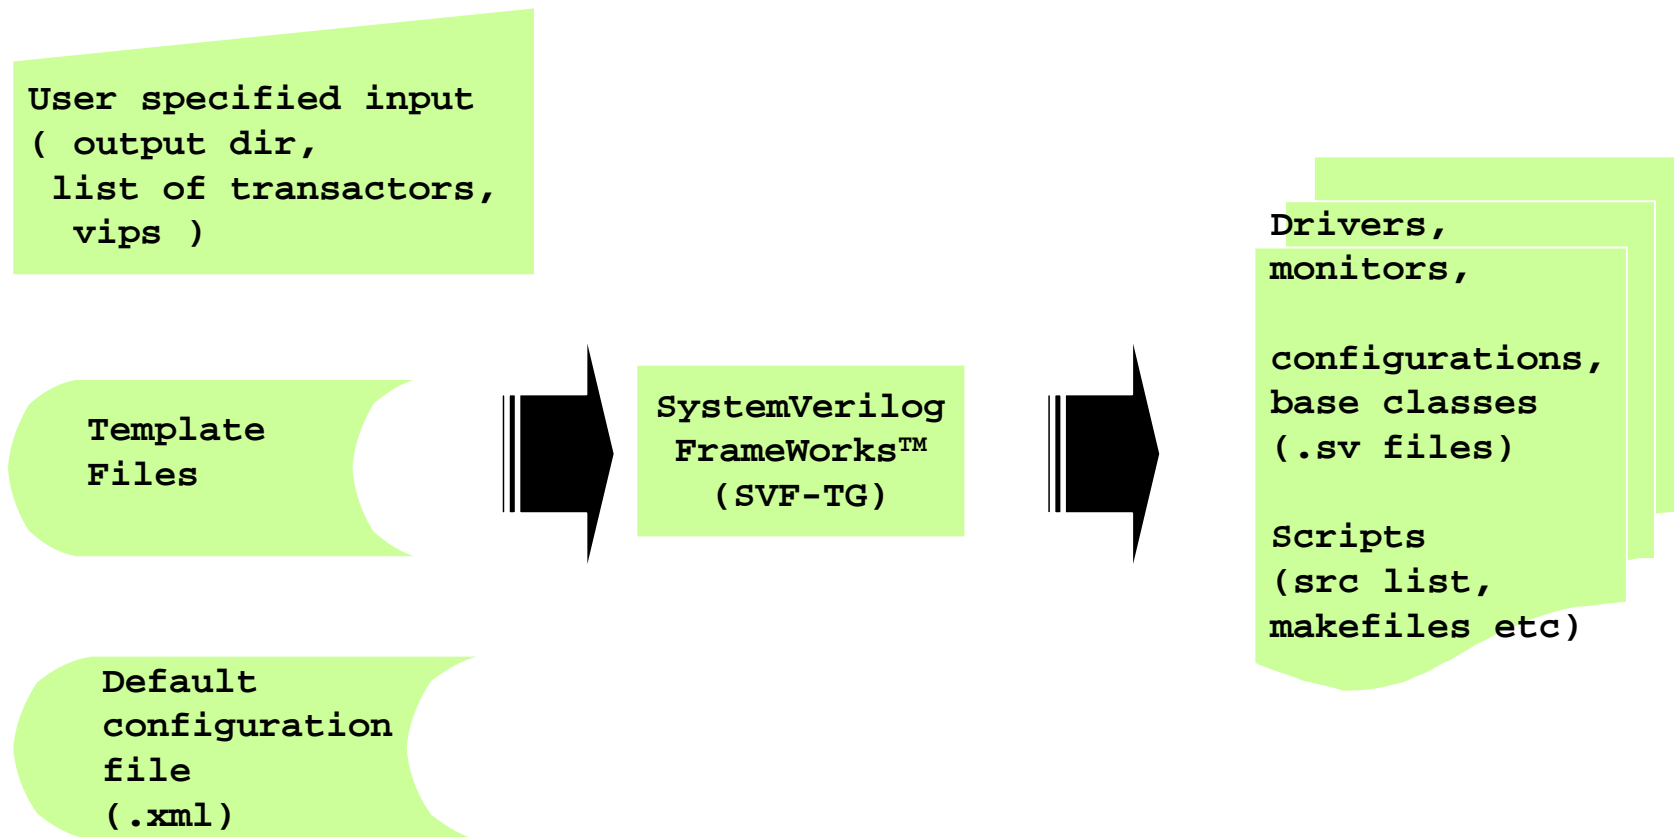 User specified input
( output dir,
list of transactors,
vips )
Template
Files
Default
configuration
file
(.xml)
SystemVerilog
FrameWorks™
(SVF-TG)
Drivers,
monitors,
configurations,
base classes
(.sv files)
Scripts
(src list,
makefiles etc)